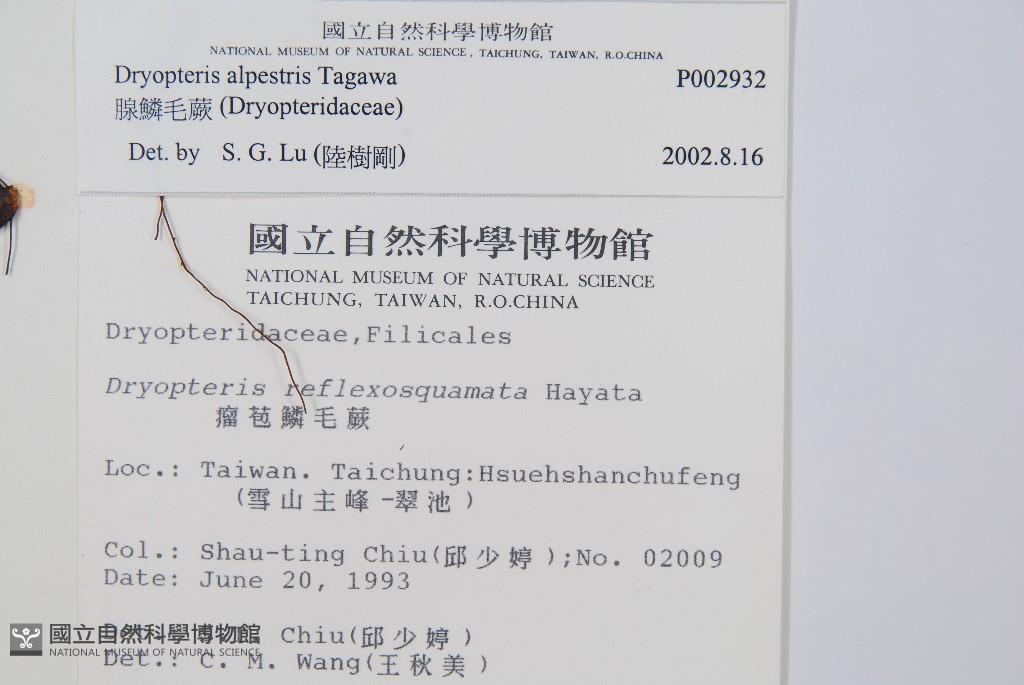 國立自然科學博物館
NATIONAL MUSEUM OF NATURAL SCIENCE, TAICHUNG, TAIWAN, R.O.CHINA
Dryopteris alpestris Tagawa P002932
腺鱗毛蕨 (Dryopteridaceae)
Det. by S. G. Lu (陸樹剛) 2002.8.16
國立自然科學博物館
NATIONAL MUSEUM OF NATURAL SCIENCE
TAICHUNG, TAIWAN, R.O.CHINA
Dryopteridaceae,Filicales
Dryopteris reflexosquamata Hayata
瘤苞鱗毛蕨
Loc.: Taiwan. Taichung:Hsuehshanchufeng
(雪山主峰-翠池)
Col.: Shau-ting Chiu(邱少婷);No. 02009
Date: June 20, 1993
Chiu(邱少婷)
Det.: C. M. Wang(王秋美)
國立自然科學博物館
NATIONAL MUSEUM OF NATURAL SCIENCE